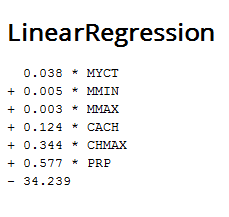 LinearRegression
0.038 * MYCT
+ 0.005 * MMIN
+ 0.003 * MMAX
+ 0.124 * CACH
+ 0.344 * CHMAX
+ 0.577 * PRP
- 34.239